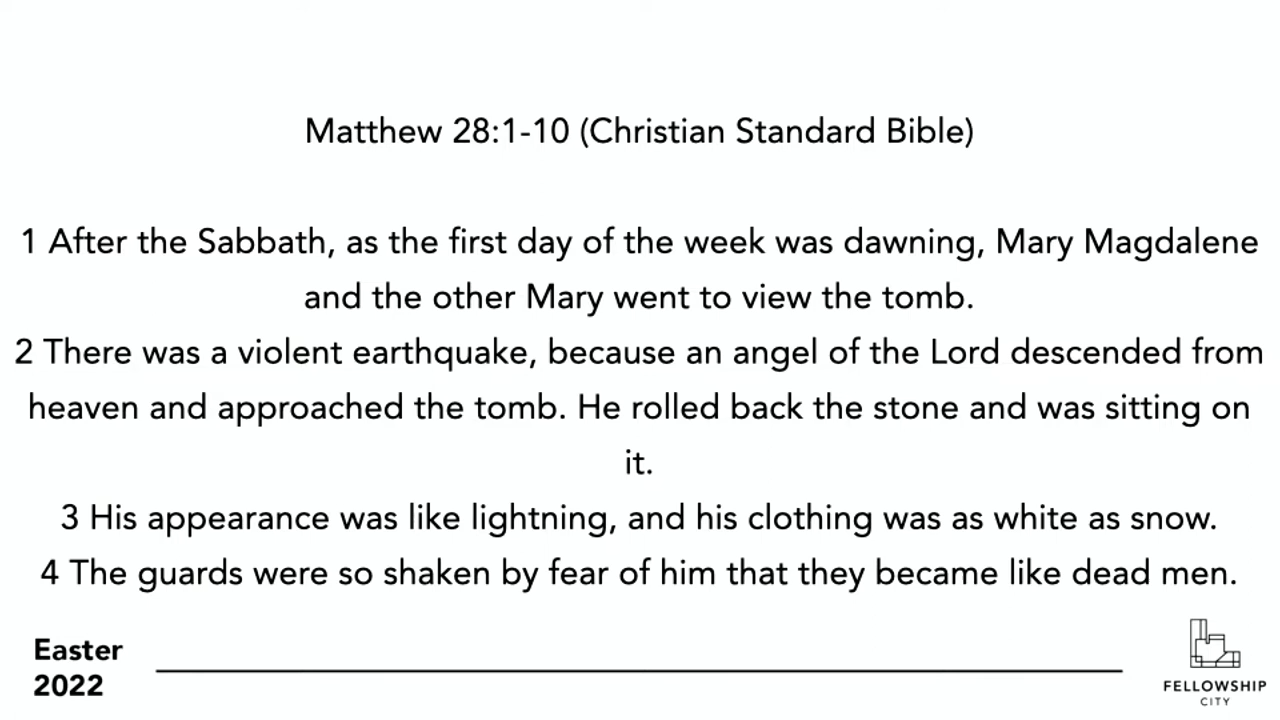 Matthew 28:1-10 (Christian Standard Bible)
1 After the Sabbath, as the first day of the week was dawning, Mary Magdalene
and the other Mary went to view the tomb.
2 There was a violent earthquake, because an angel of the Lord descended from
heaven and approached the tomb. He rolled back the stone and was sitting on
it.
3 His appearance was like lightning, and his clothing was as white as snow.
4 The guards were so shaken by fear of him that they became like dead men.
Easter
2022
FELLOWSHIP
CITY